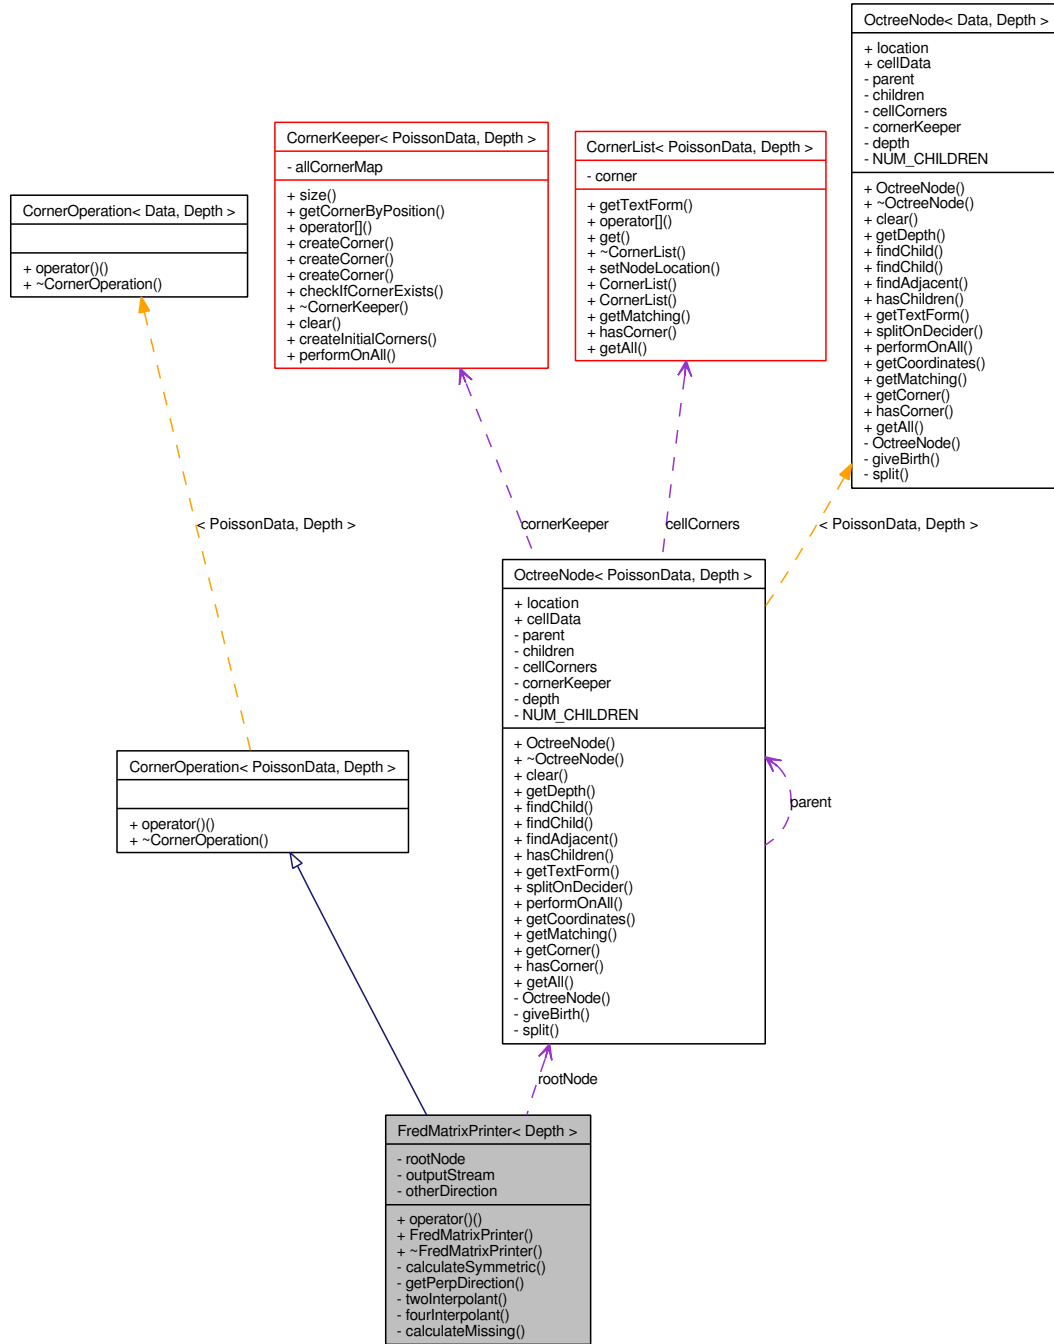 OctreeNode< Data, Depth >
+ location
+ cellData
- parent
- children
- cellCorners
- cornerKeeper
- depth
- NUM_CHILDREN
+ OctreeNode()
+ ~OctreeNode()
+ clear()
+ getDepth()
+ findChild()
+ findChild()
+ findAdjacent()
+ hasChildren()
+ getTextForm()
+ splitOnDecider()
+ performOnAll()
+ getCoordinates()
+ getMatching()
+ getCorner()
+ hasCorner()
+ getAll()
- OctreeNode()
- giveBirth()
- split()
CornerKeeper< PoissonData, Depth >
- allCornerMap
+ size()
+ getCornerByPosition()
+ operator[]()
+ createCorner()
+ createCorner()
+ createCorner()
+ checkIfCornerExists()
+ ~CornerKeeper()
+ clear()
+ createInitialCorners()
+ performOnAll()
CornerList< PoissonData, Depth >
- corner
+ getTextForm()
+ operator[]()
+ get()
+ ~CornerList()
+ setNodeLocation()
+ CornerList()
+ CornerList()
+ getMatching()
+ hasCorner()
+ getAll()
CornerOperation< Data, Depth >
+ operator()()
+ ~CornerOperation()
< PoissonData, Depth >
cornerKeeper
cellCorners
< PoissonData, Depth >
OctreeNode< PoissonData, Depth >
+ location
+ cellData
- parent
- children
- cellCorners
- cornerKeeper
- depth
- NUM_CHILDREN
+ OctreeNode()
+ ~OctreeNode()
+ clear()
+ getDepth()
+ findChild()
+ findChild()
+ findAdjacent()
+ hasChildren()
+ getTextForm()
+ splitOnDecider()
+ performOnAll()
+ getCoordinates()
+ getMatching()
+ getCorner()
+ hasCorner()
+ getAll()
- OctreeNode()
- giveBirth()
- split()
parent
CornerOperation< PoissonData, Depth >
+ operator()()
+ ~CornerOperation()
rootNode
FredMatrixPrinter< Depth >
- rootNode
- outputStream
- otherDirection
+ operator()()
+ FredMatrixPrinter()
+ ~FredMatrixPrinter()
- calculateSymmetric()
- getPerpDirection()
- twoInterpolant()
- fourInterpolant()
- calculateMissing()